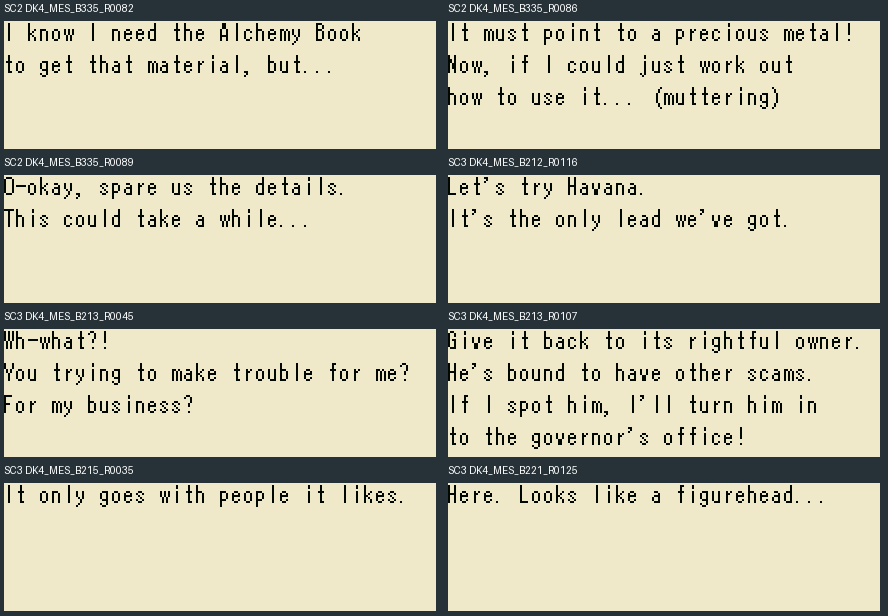 SC2 DK4_MES_B335_R0082
I know I need the Alchemy Book
to get that material, but...
SC2 DK4_MES_B335_R0086
It must point to a precious metal!
Now, if I could just work out
how to use it... (muttering)
SC2 DK4_MES_B335_R0089
O-okay, spare us the details.
This could take a while...
SC3 DK4_MES_B212_R0116
Let's try Havana.
It's the only lead we've got.
SC3 DK4_MES_B213_R0045
Wh-what?!
You trying to make trouble for me?
For my business?
SC3 DK4_MES_B213_R0107
Give it back to its rightful owner.
He's bound to have other scams.
If I spot him, I'll turn him in
to the governor's office!
SC3 DK4_MES_B215_R0035
It only goes with people it likes.
SC3 DK4_MES_B221_R0125
Here. Looks like a figurehead...